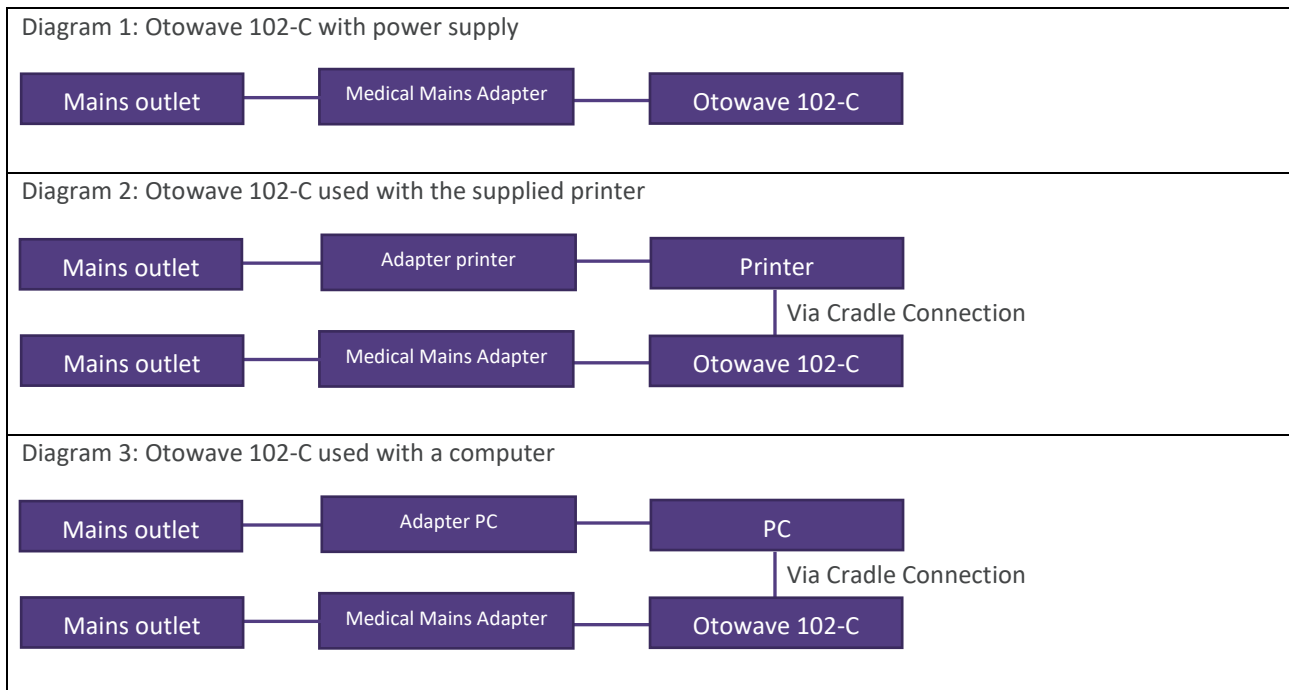 Diagram 1: Otowave 102-C with power supply
Mains outlet Medical Mains Adapter Otowave 102-C
Diagram 2: Otowave 102-C used with the supplied printer
Mains outlet Adapter printer Printer
Via Cradle Connection
Mains outlet Medical Mains Adapter Otowave 102-C
Diagram 3: Otowave 102-C used with a computer
Mains outlet Adapter PC PC
Via Cradle Connection
Mains outlet Medical Mains Adapter Otowave 102-C